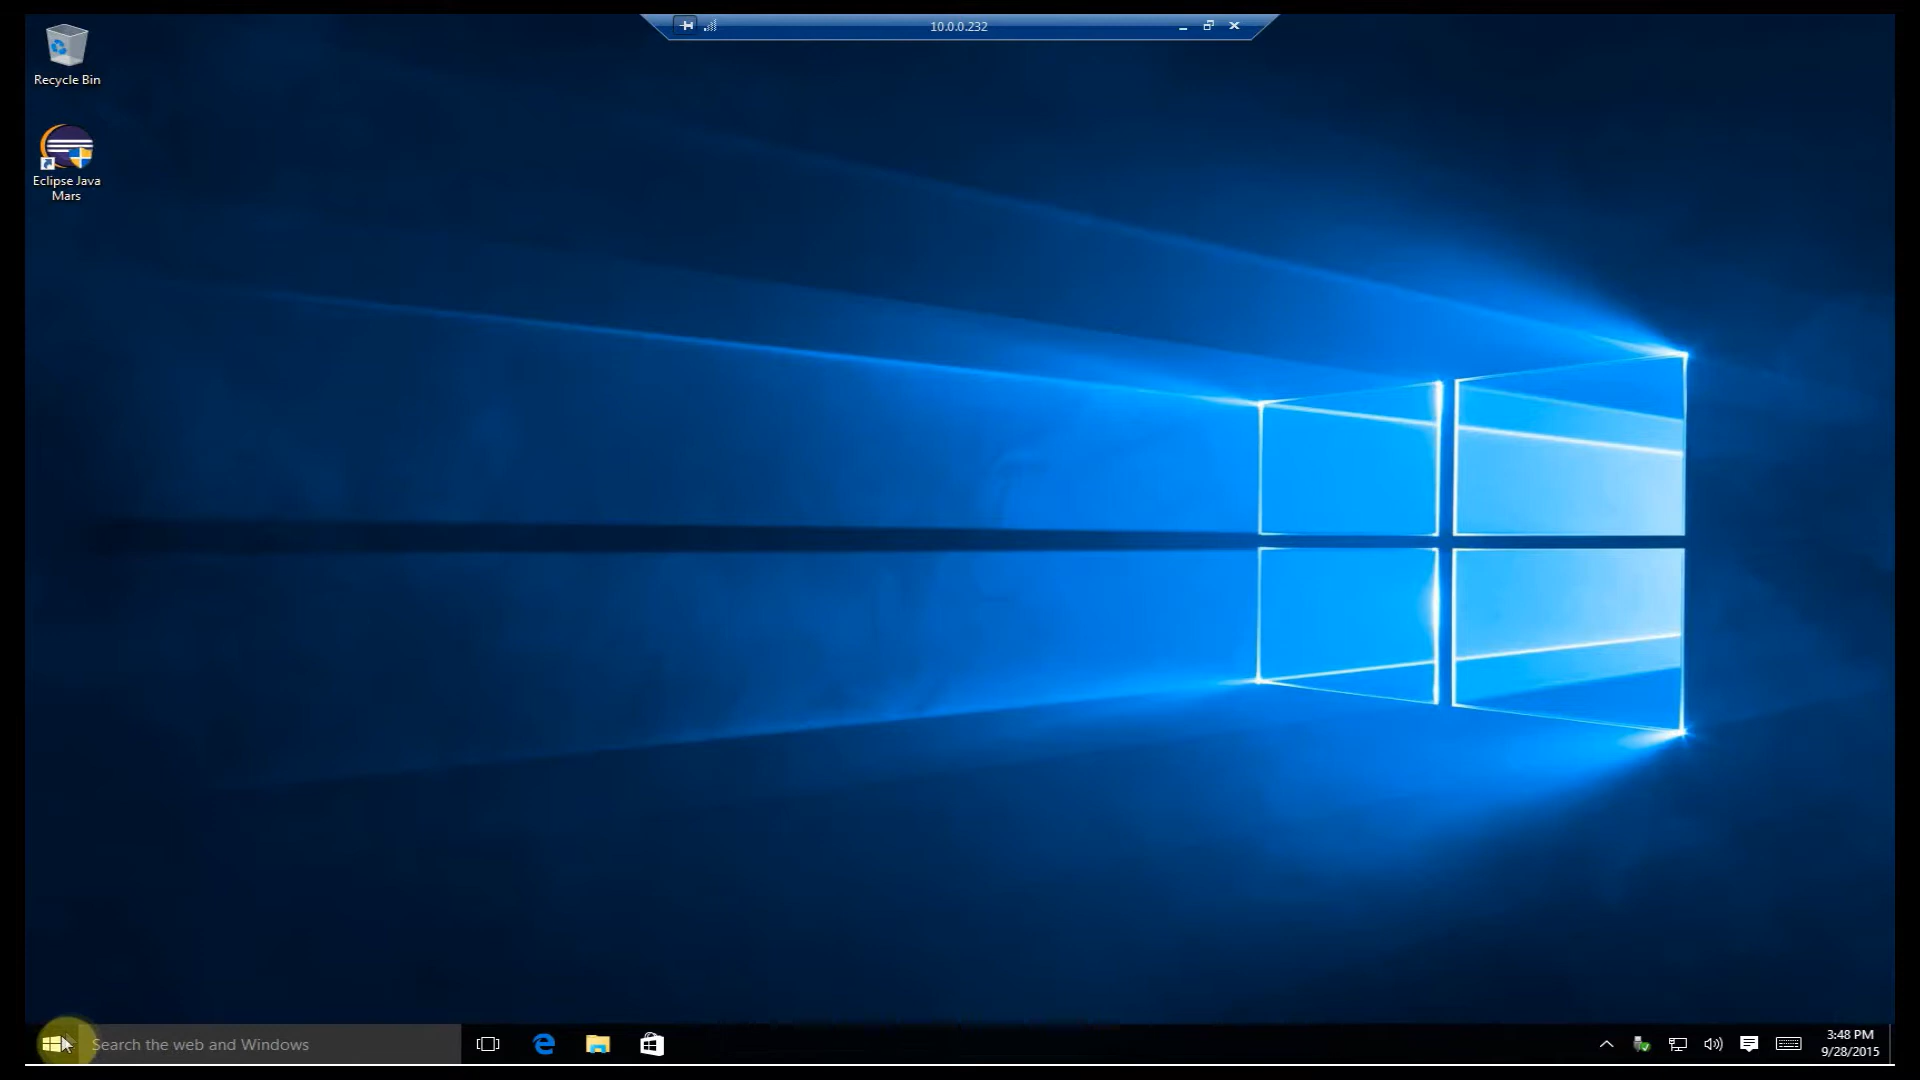 10.0.0.232
Recycle Bin
Eclipse Java
Mars
Search the web and Windows
3:48 PM
9/28/2015